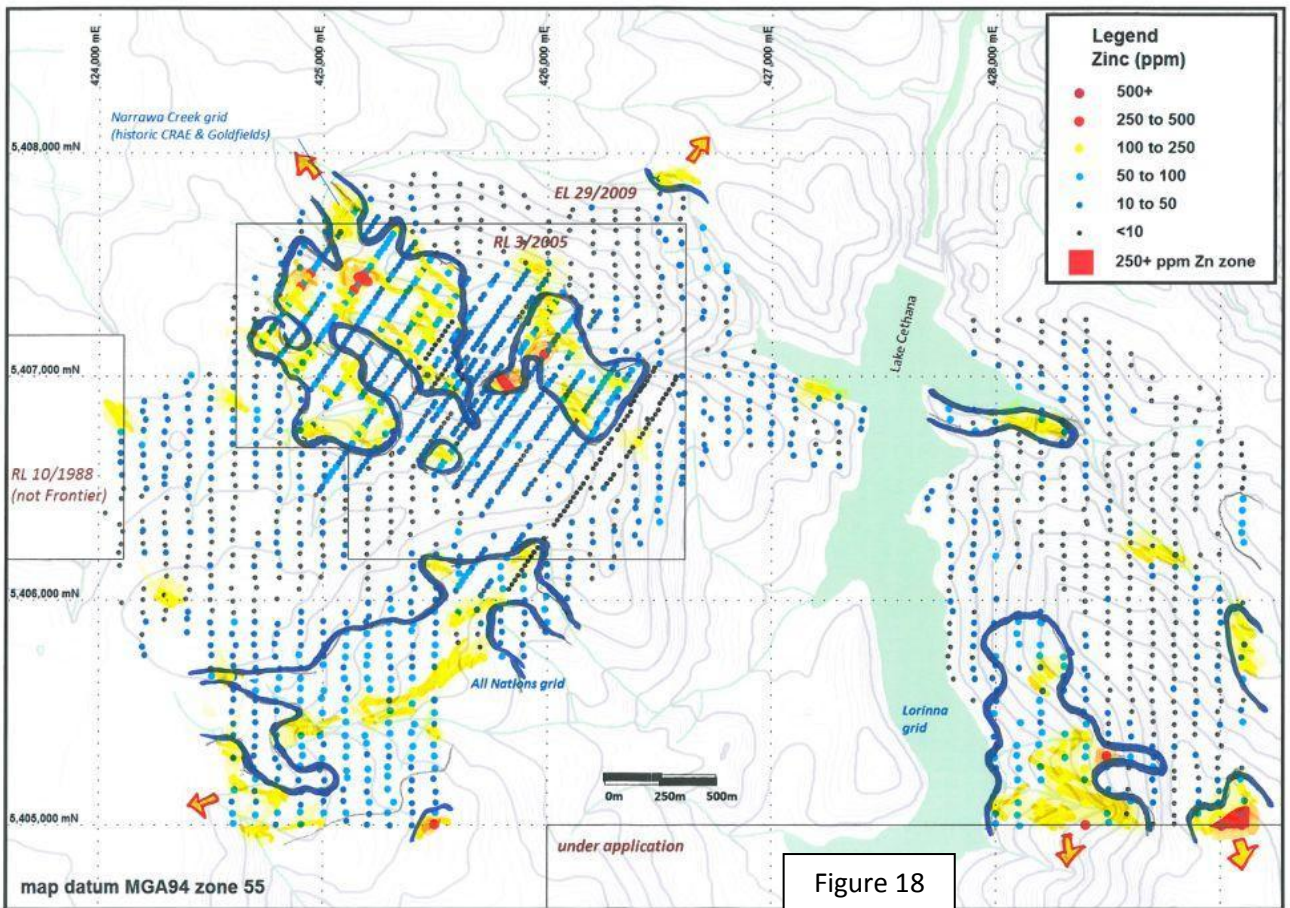 424,000 mE
425,000 mE
426,000 mE
427,000 mE
428,000 mE
Legend
Zinc (ppm)
500+
250 to 500
100 to 250
50 to 100
10 to 50
<10
250+ ppm Zn zone
Narrawa Creek grid
(historic CRAE & Goldfields)
5,408,000 mN
EL 29/2009
RL 3/2005
Lake Cethana
5,407,000 mN
RL 10/1988
(not Frontier)
5,406,000 mN
All Nations grid
Lorinna
grid
0m 250m 500m
5,405,000 mN
under application
map datum MGA94 zone 55
Figure 18